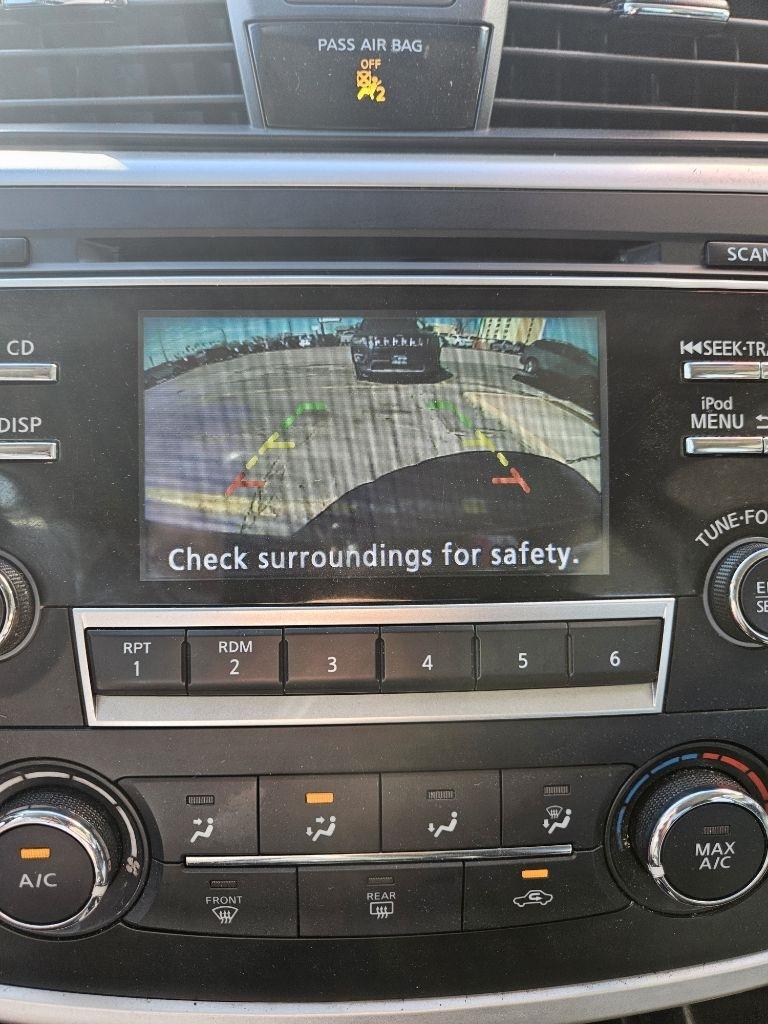 PASS AIR BAG
OFF
2
SCAN
CD
SEEK·TRA
DISP
iPod
MENU
TUNE·FO
Check surroundings for safety.
RPT
1
RDM
2
3
4
5
6
A/C
MAX
A/C
FRONT
REAR